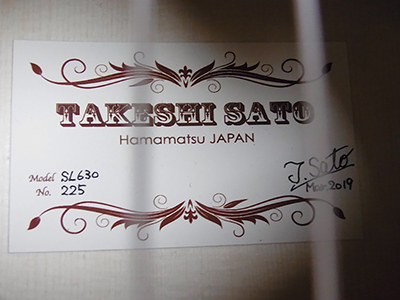 TAKESHI SATO
Hamamatsu JAPAN
Model SL630
No. 225
T. Sato
Mar. 2019